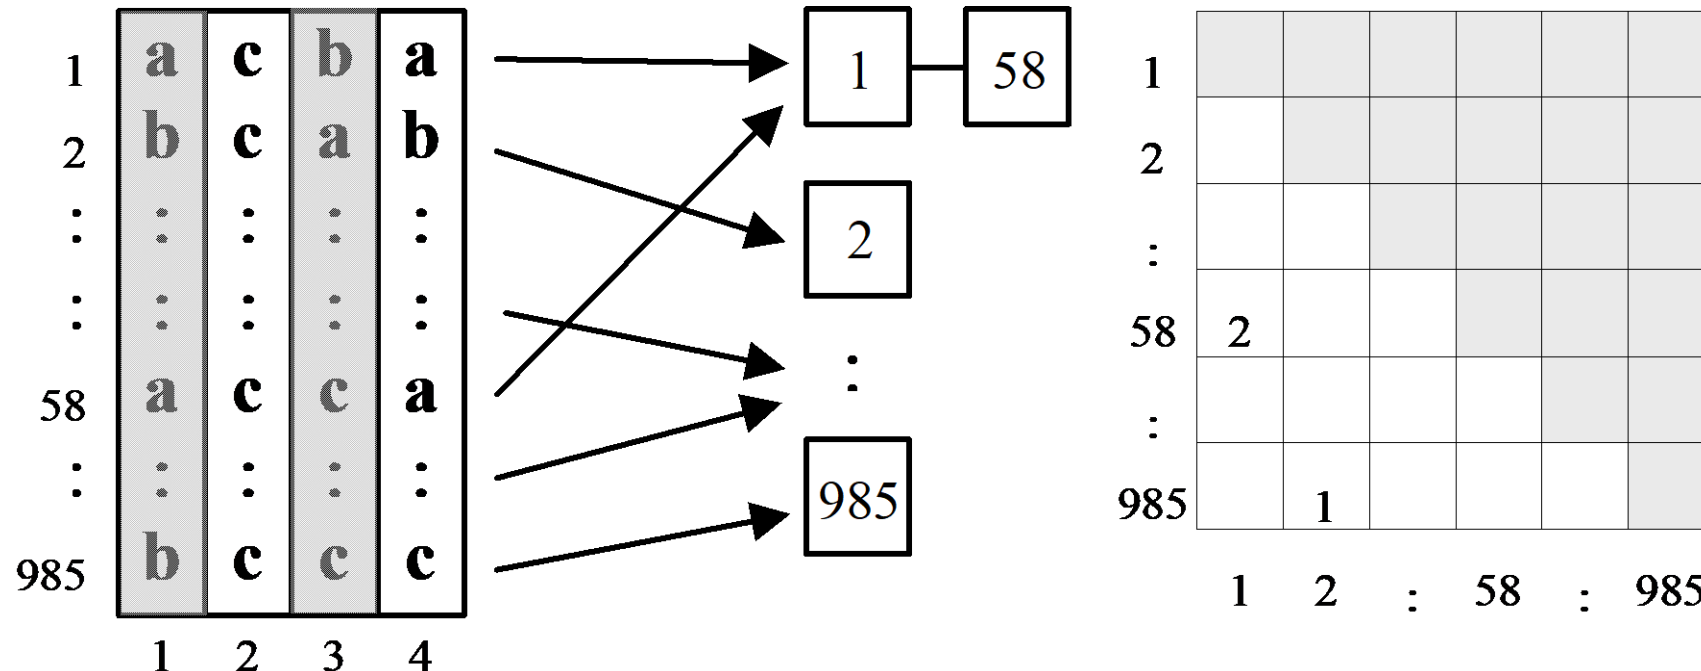 1 a c b a
2 b c a b
: : : : :
: : : : :
58 a c c a
: : : : :
985 b c c c
1 2 3 4
1 58
2
:
985
1
2
:
58 2
:
985 1
1 2 : 58 : 985